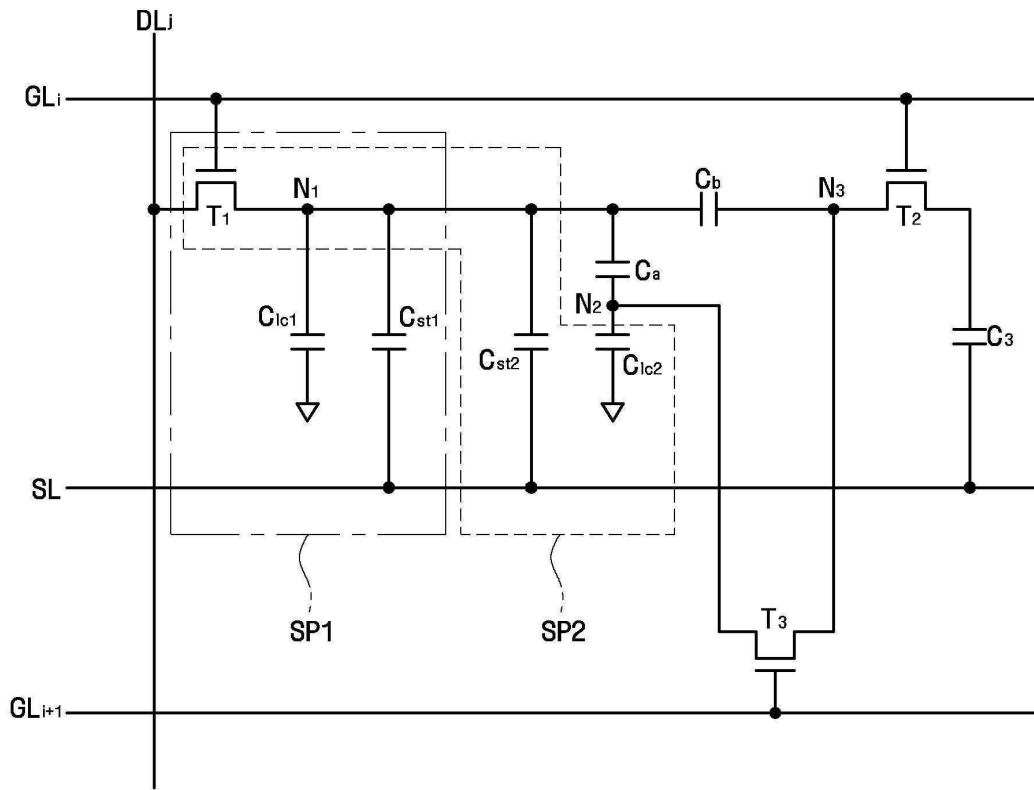 DLj
GLi
N1
Cb
N3
T1
T2
Ca
N2
Clc1
Cst1
Cst2
Clc2
C3
SL
SP1
SP2
T3
GLi+1